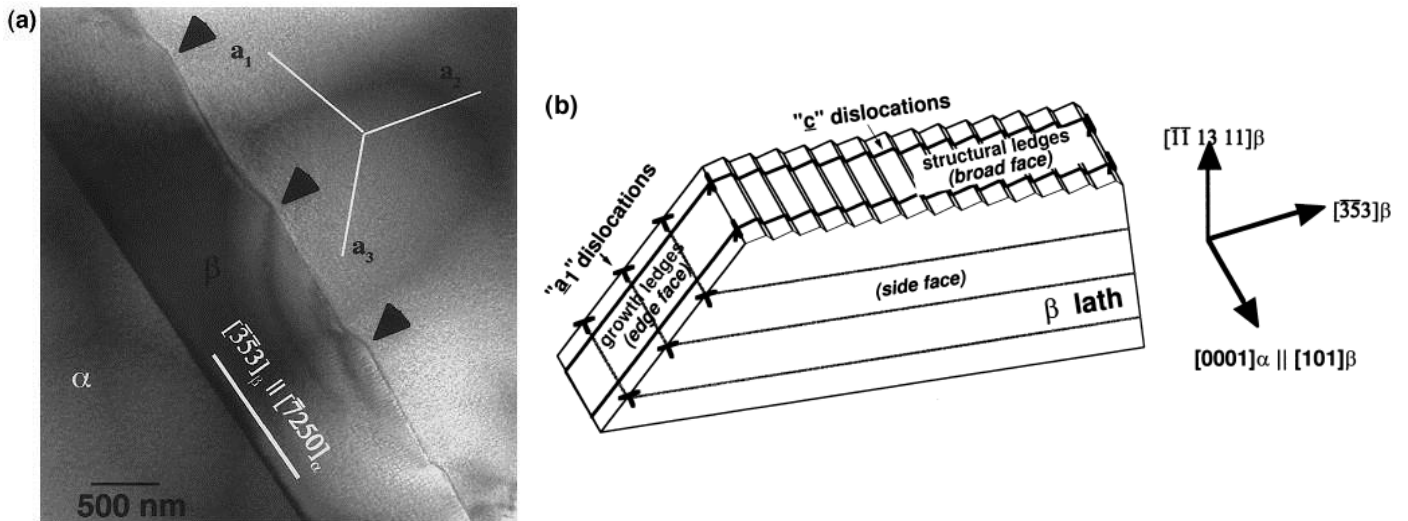 (a)
a₁
a₂
a₃
β
α
[3̅5̅3]β || [7̅250]α
500 nm
(b)
"c" dislocations
structural ledges
(broad face)
"a1" dislocations
growth ledges
(edge face)
(side face)
β lath
[1̅1̅ 13 11]β
[3̅5̅3]β
[0001]α || [101]β